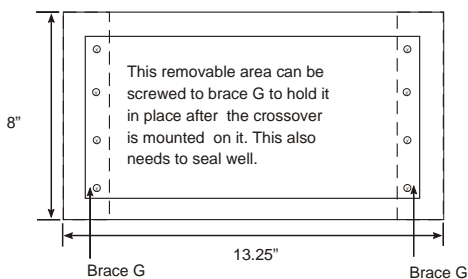 This removable area can be
screwed to brace G to hold it
in place after the crossover
is mounted on it. This also
needs to seal well.
8”
13.25”
Brace G
Brace G